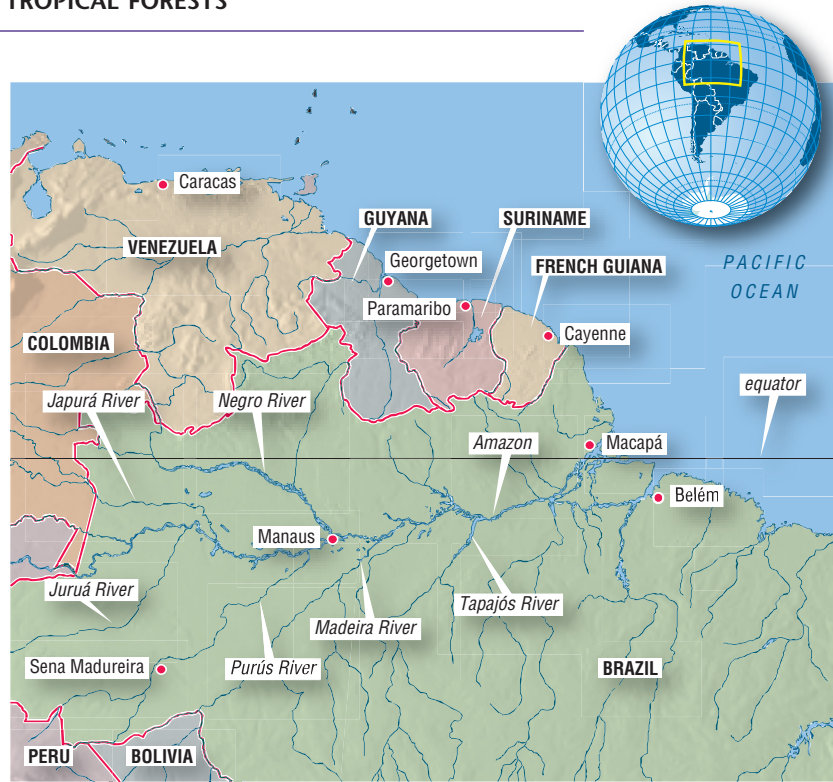 TROPICAL FORESTS
Caracas
VENEZUELA
GUYANA
SURINAME
Georgetown
FRENCH GUIANA
PACIFIC
OCEAN
Paramaribo
Cayenne
COLOMBIA
Japurá River
Negro River
equator
Amazon
Macapá
Belém
Manaus
Juruá River
Tapajós River
Madeira River
Sena Madureira
Purús River
BRAZIL
PERU
BOLIVIA